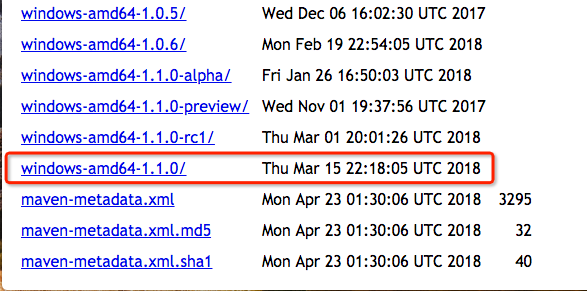 windows-amd64-1.0.5/ Wed Dec 06 16:02:30 UTC 2017
windows-amd64-1.0.6/ Mon Feb 19 22:54:05 UTC 2018
windows-amd64-1.1.0-alpha/ Fri Jan 26 16:50:03 UTC 2018
windows-amd64-1.1.0-preview/ Wed Nov 01 19:37:56 UTC 2017
windows-amd64-1.1.0-rc1/ Thu Mar 01 20:01:26 UTC 2018
windows-amd64-1.1.0/ Thu Mar 15 22:18:05 UTC 2018
maven-metadata.xml Mon Apr 23 01:30:06 UTC 2018 3295
maven-metadata.xml.md5 Mon Apr 23 01:30:06 UTC 2018 32
maven-metadata.xml.sha1 Mon Apr 23 01:30:06 UTC 2018 40